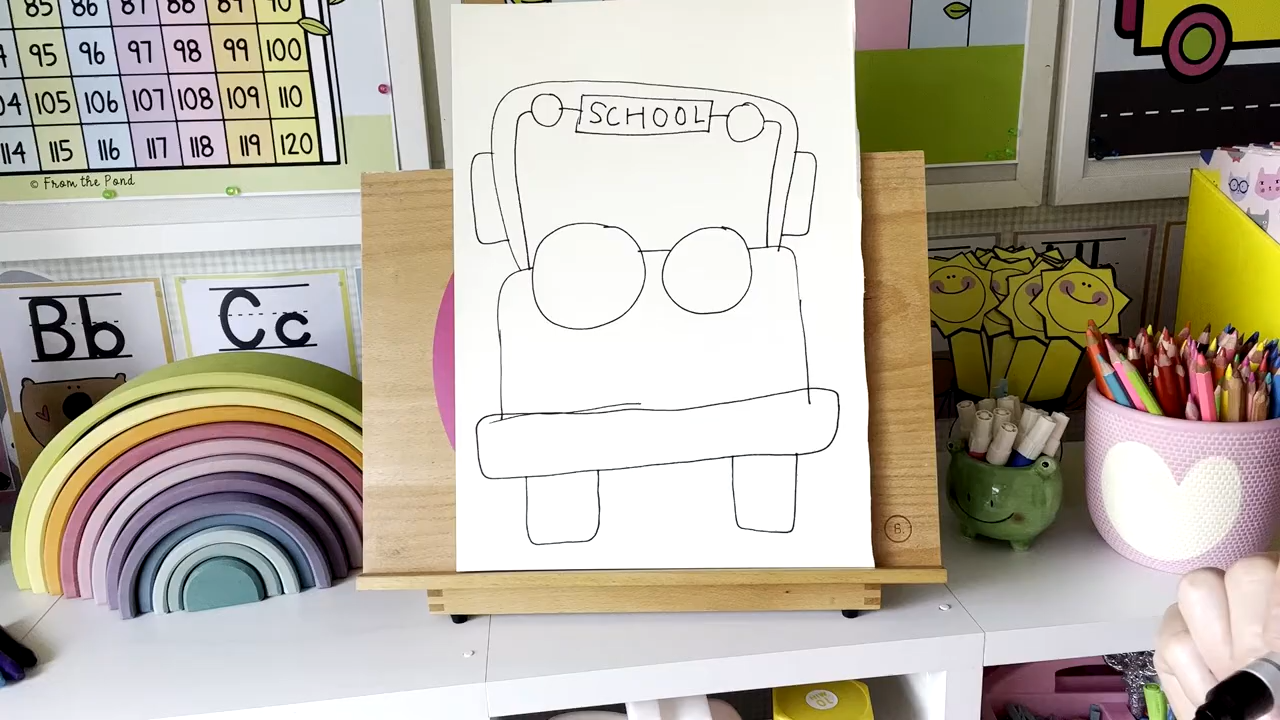 85 86 87 88 89 90
95 96 97 98 99 100
104 105 106 107 108 109 110
114 115 116 117 118 119 120
© From the Pond
SCHOOL
Bb
Cc
B.